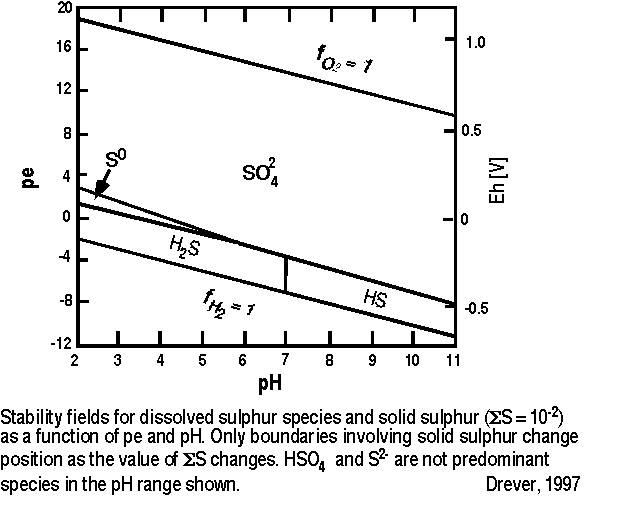 20
16
12
8
4
0
-4
-8
-12
pe
1.0
0.5
0
-0.5
Eh [V]
fO2 = 1
S0
SO4 2
H2S
HS
fH2 = 1
2 3 4 5 6 7 8 9 10 11
pH
Stability fields for dissolved sulphur species and solid sulphur (ΣS = 10-2)
as a function of pe and pH. Only boundaries involving solid sulphur change
position as the value of ΣS changes. HSO4 and S2- are not predominant
species in the pH range shown. Drever, 1997